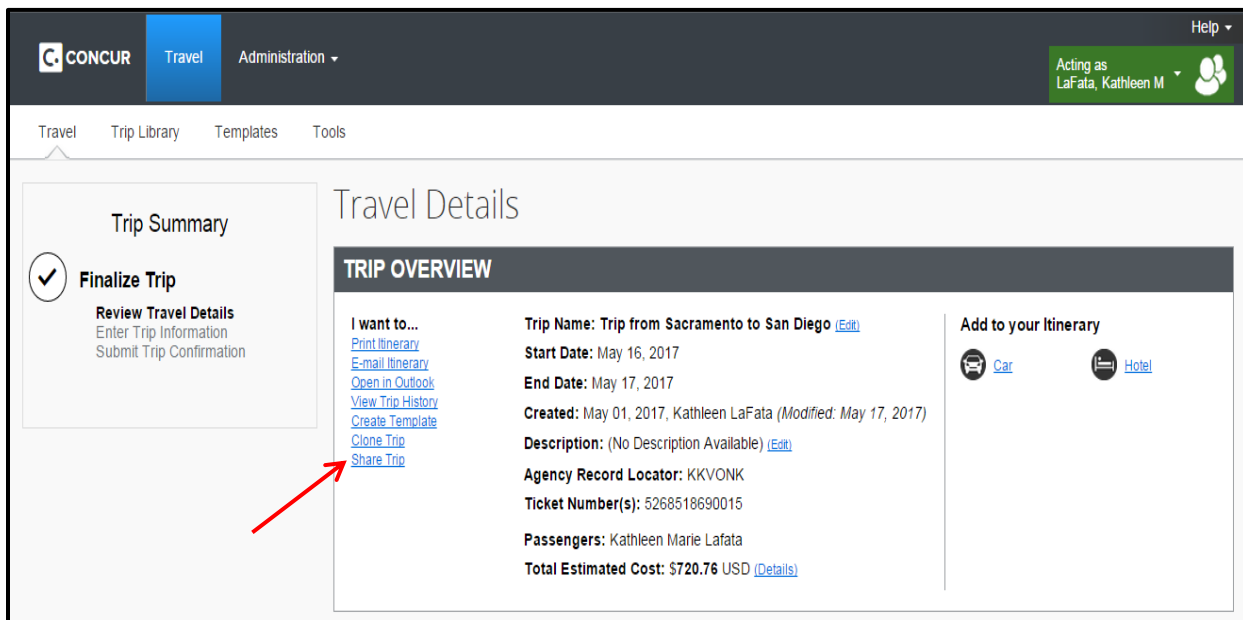 Help
C. CONCUR
Travel
Administration
Acting as
LaFata, Kathleen M
Travel
Trip Library
Templates
Tools
Trip Summary
Finalize Trip
Review Travel Details
Enter Trip Information
Submit Trip Confirmation
Travel Details
TRIP OVERVIEW
I want to...
Print Itinerary
E-mail Itinerary
Open in Outlook
View Trip History
Create Template
Clone Trip
Share Trip
Trip Name: Trip from Sacramento to San Diego (Edit)
Start Date: May 16, 2017
End Date: May 17, 2017
Created: May 01, 2017, Kathleen LaFata (Modified: May 17, 2017)
Description: (No Description Available) (Edit)
Agency Record Locator: KKVONK
Ticket Number(s): 5268518690015
Passengers: Kathleen Marie Lafata
Total Estimated Cost: $720.76 USD (Details)
Add to your Itinerary
Car
Hotel